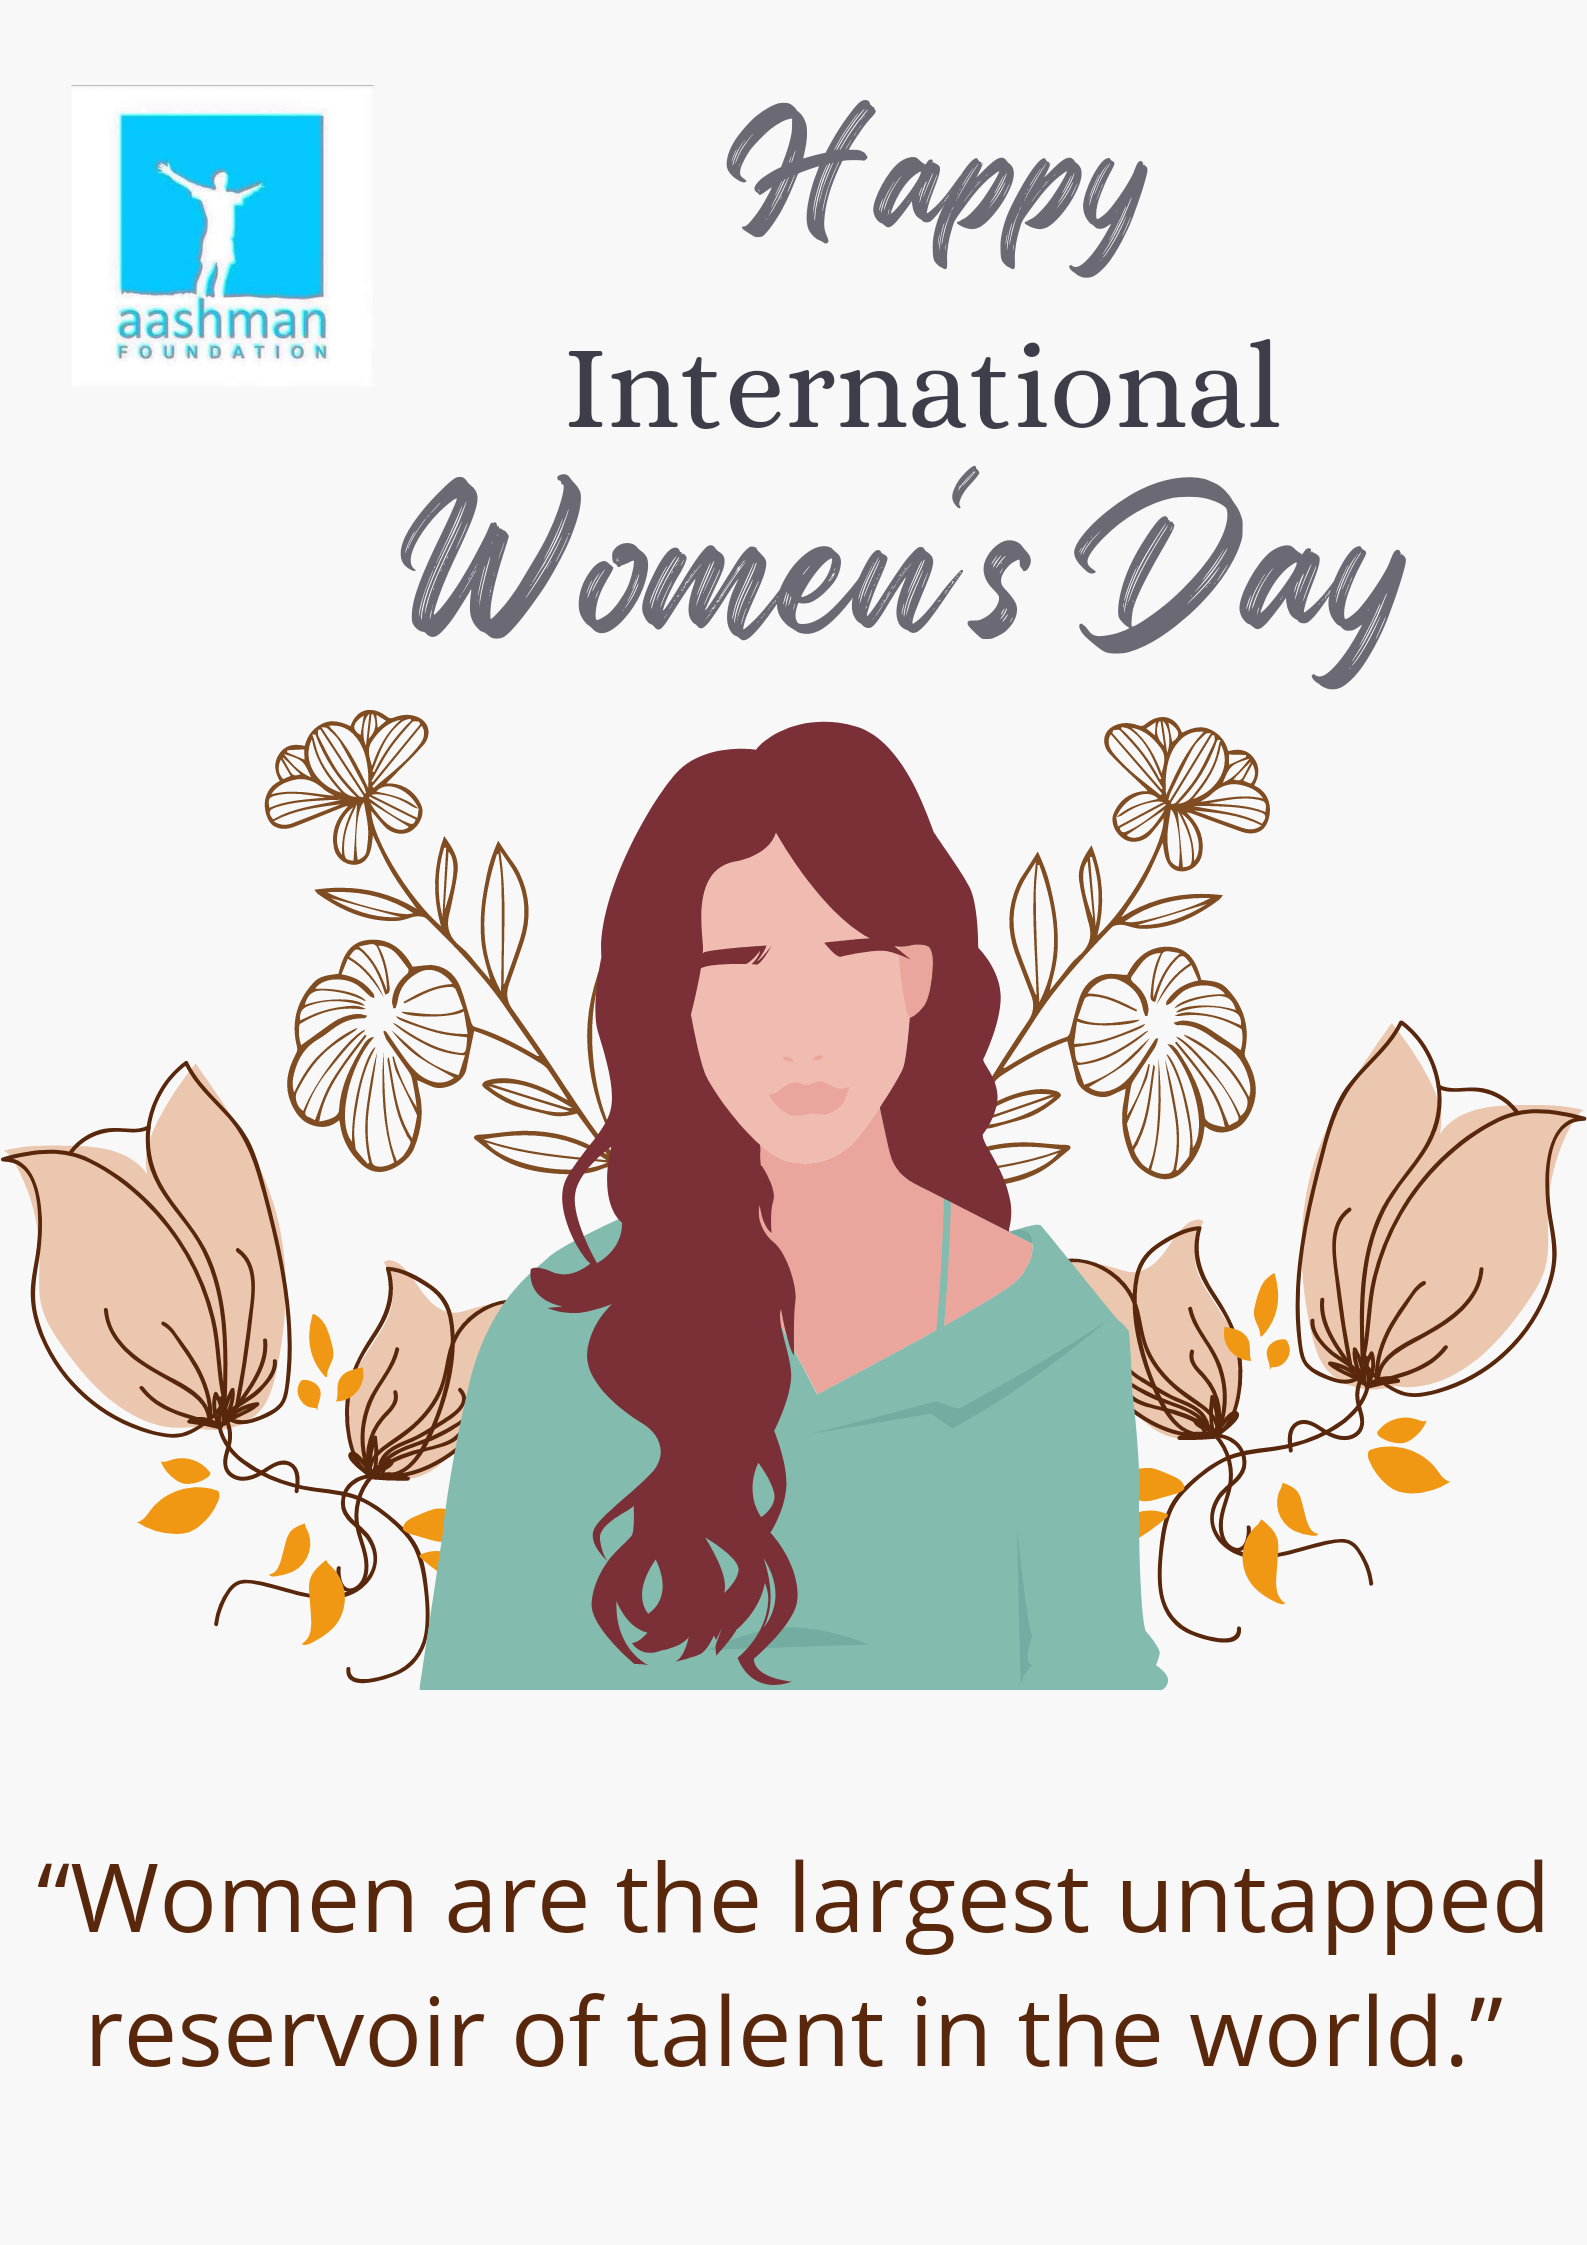 aashman
FOUNDATION
Happy
International
Women's Day
“Women are the largest untapped
reservoir of talent in the world.”